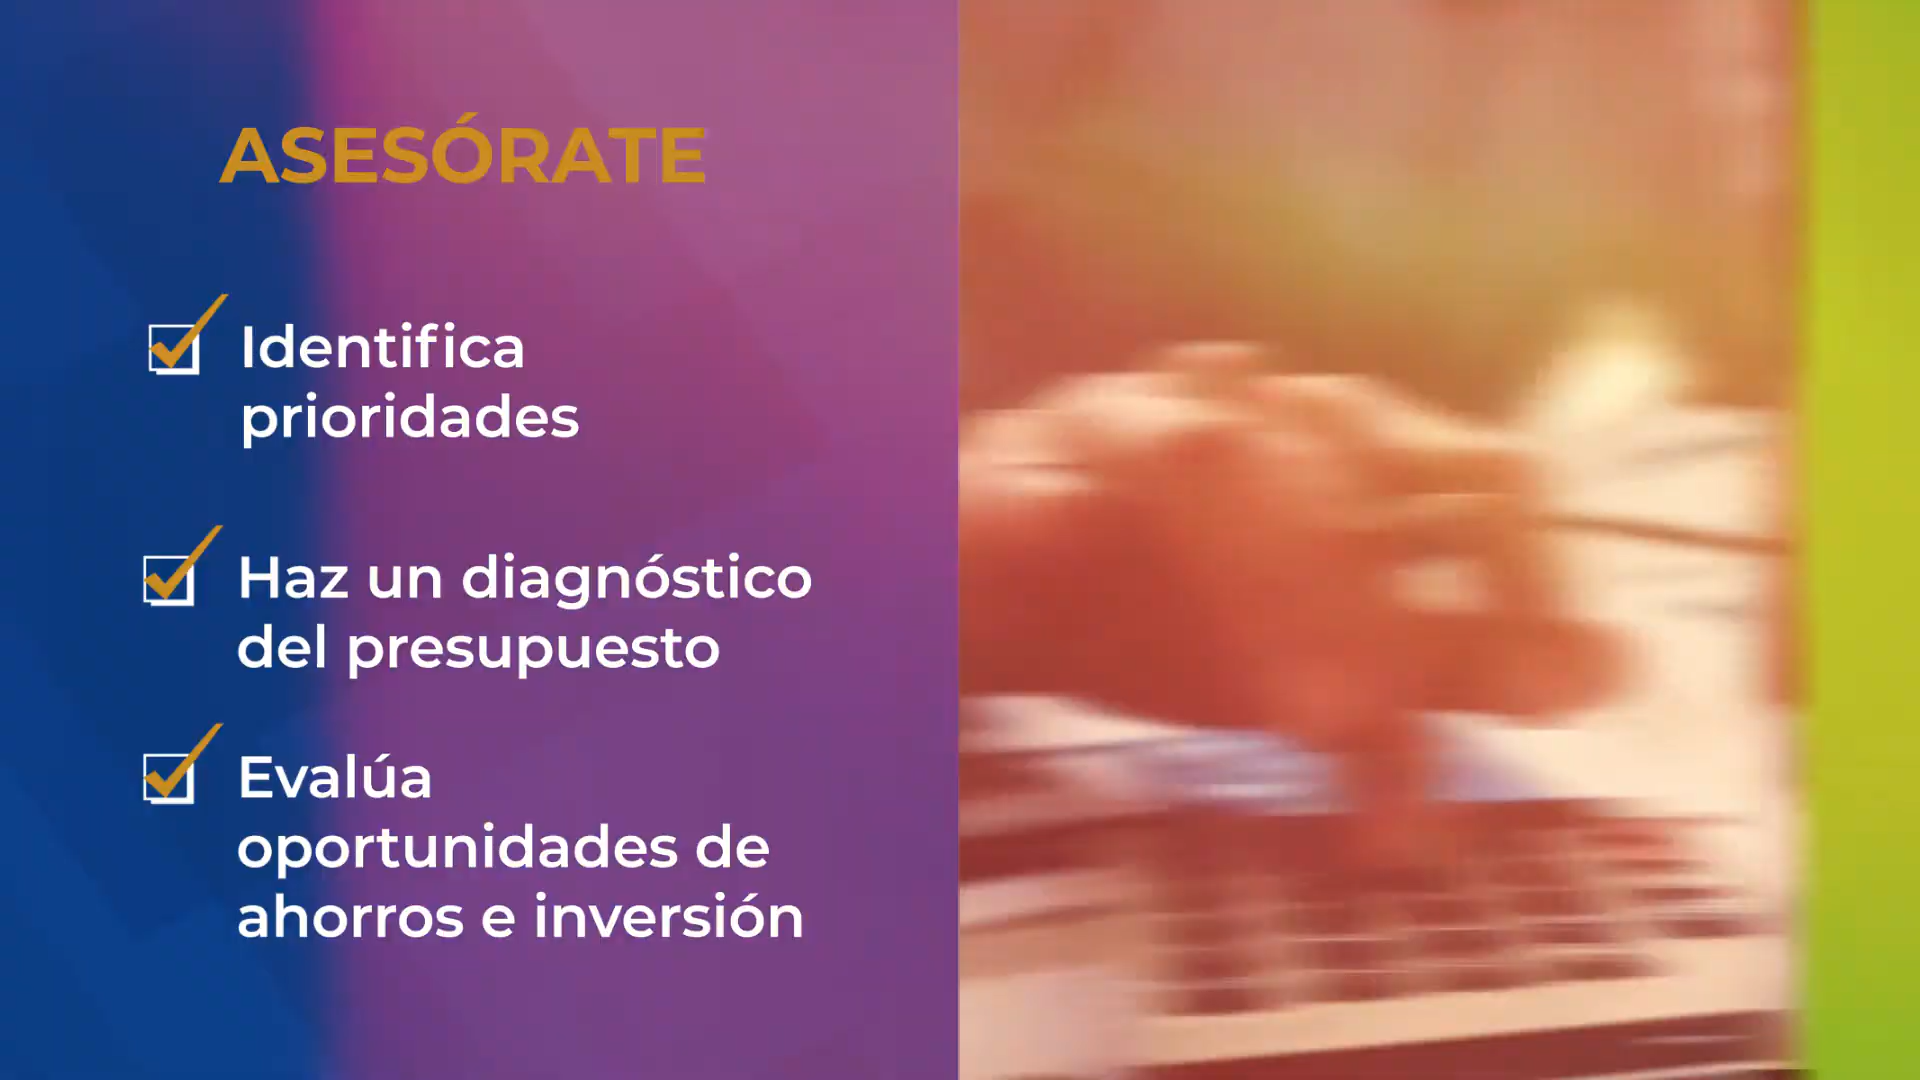 ASESÓRATE
Identifica
prioridades
Haz un diagnóstico
del presupuesto
Evalúa
oportunidades de
ahorros e inversión